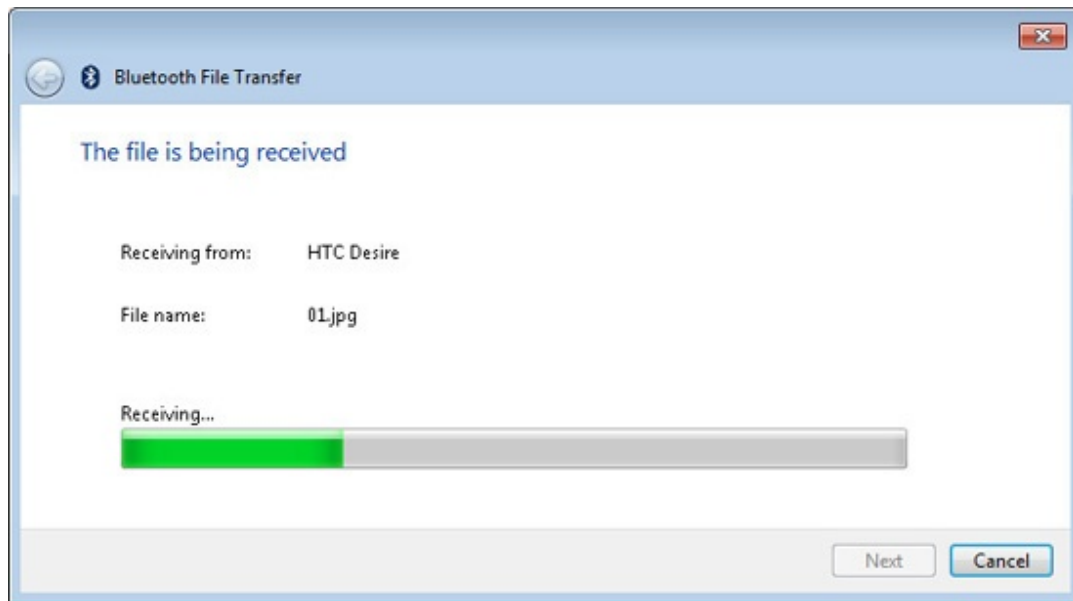 Bluetooth File Transfer
The file is being received
Receiving from: HTC Desire
File name: 01.jpg
Receiving...
Next Cancel